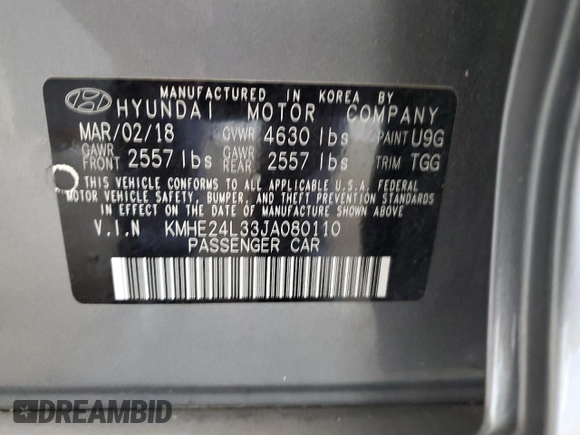 MANUFACTURED IN KOREA BY
HYUNDAI MOTOR COMPANY
MAR/02/18 GVWR 4630 lbs PAINT U9G
GAWR FRONT 2557 lbs GAWR REAR 2557 lbs TRIM TGG
THIS VEHICLE CONFORMS TO ALL APPLICABLE U.S.A. FEDERAL
MOTOR VEHICLE SAFETY, BUMPER, AND THEFT PREVENTION
STANDARDS IN EFFECT ON THE DATE OF MANUFACTURE SHOWN ABOVE.
V.I.N KMHE24L33JA080110
PASSENGER CAR
DREAMBID